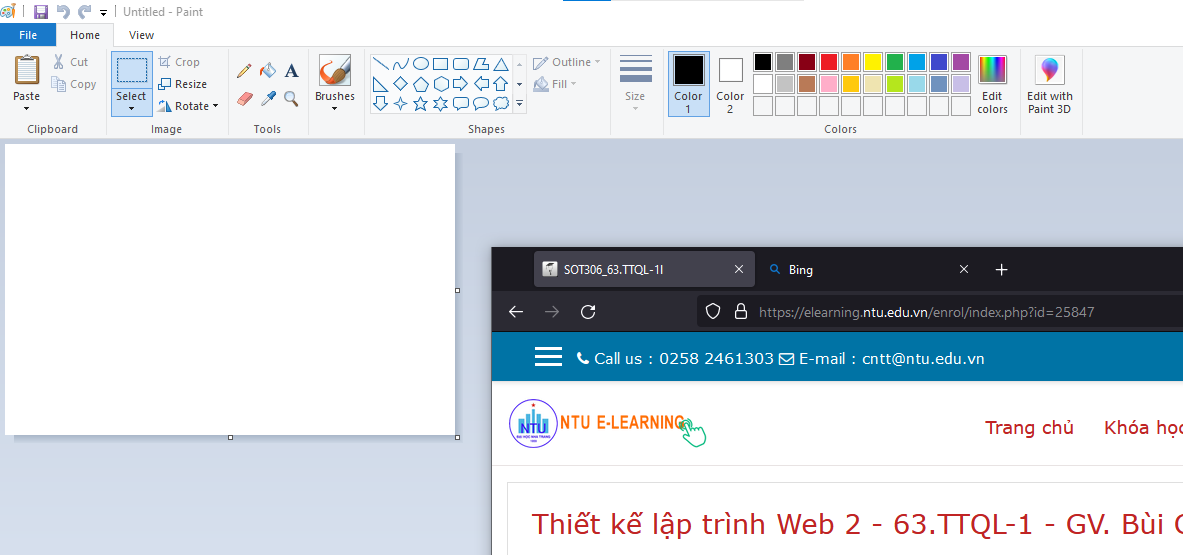 Untitled - Paint
File Home View
Paste
Cut
Copy
Clipboard
Select
Crop
Resize
Rotate
Image
A
Tools
Brushes
Outline
Fill
Shapes
Size
Color 1
Color 2
Edit colors
Colors
Edit with Paint 3D
SOT306_63.TTQL-1I
Bing
https://elearning.ntu.edu.vn/enrol/index.php?id=25847
Call us : 0258 2461303 E-mail : cntt@ntu.edu.vn
NTU
NTU E-LEARNING
Trang chủ Khóa học
Thiết kế lập trình Web 2 - 63.TTQL-1 - GV. Bùi